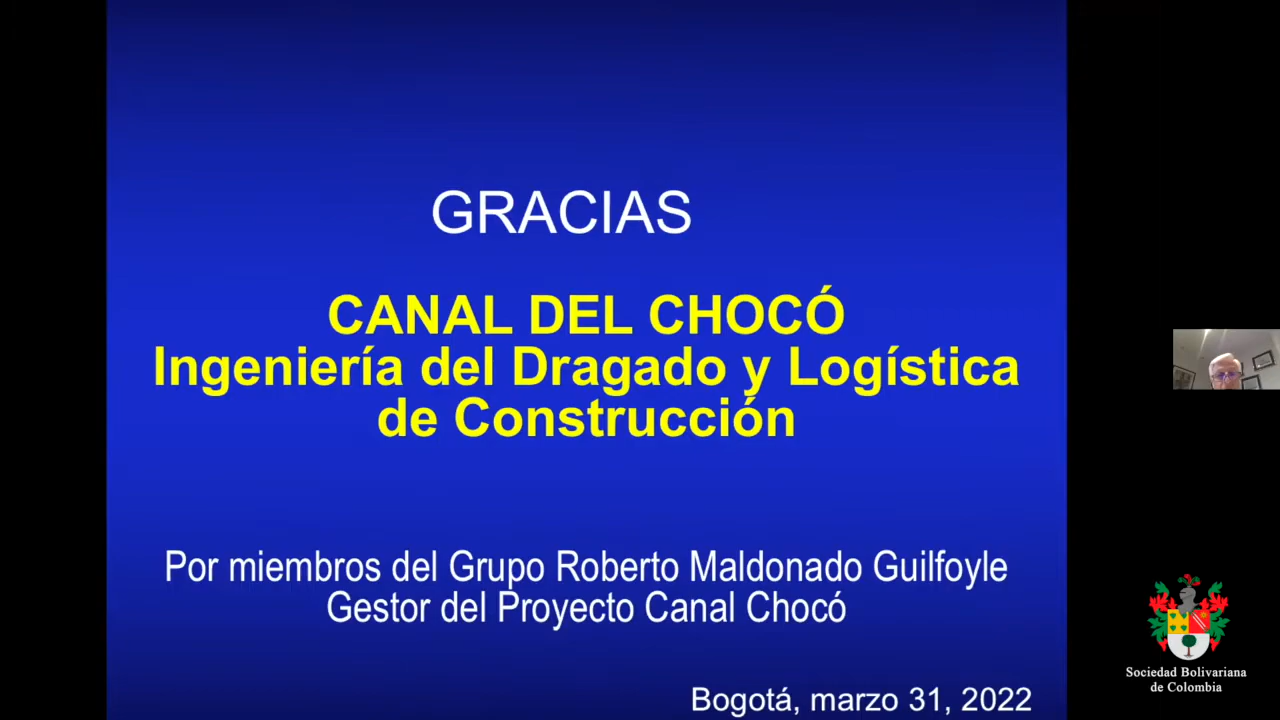 GRACIAS
CANAL DEL CHOCÓ
Ingeniería del Dragado y Logística
de Construcción
Por miembros del Grupo Roberto Maldonado Guilfoyle
Gestor del Proyecto Canal Chocó
Bogotá, marzo 31, 2022
Sociedad Bolivariana
de Colombia